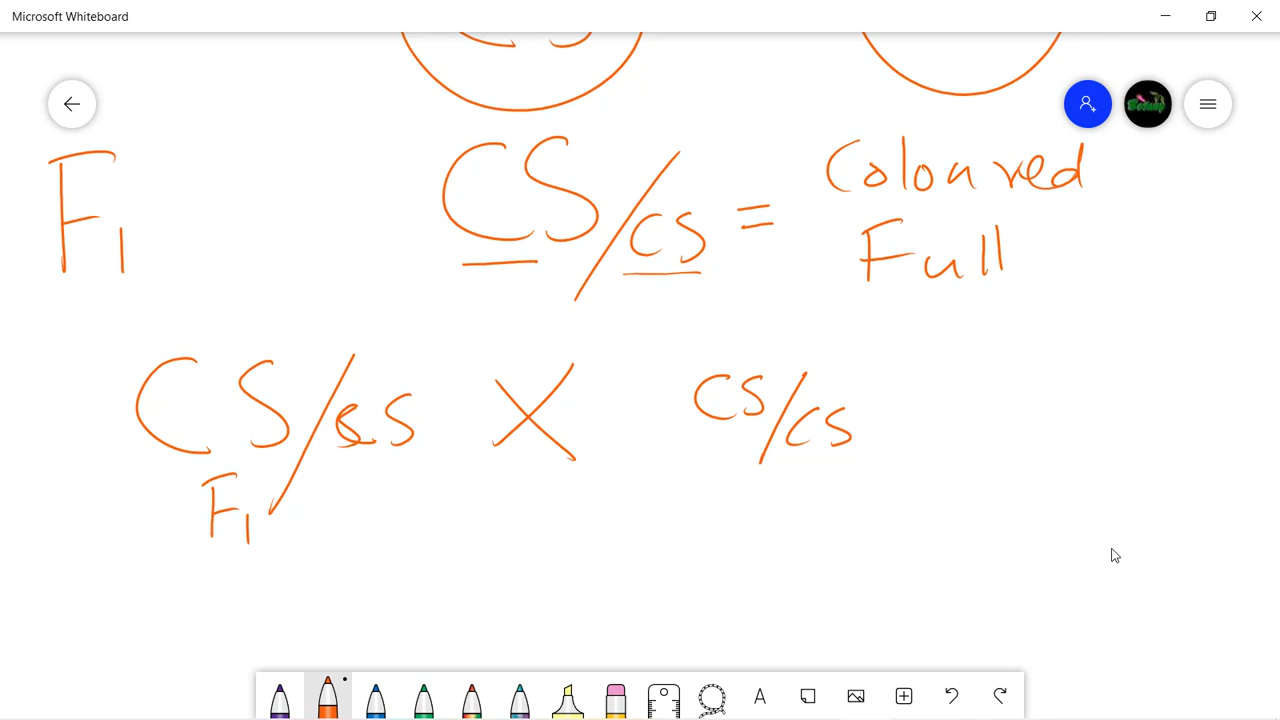 Microsoft Whiteboard
F1 CS/cs = Coloured
Full
CS/cs X cs/cs
F1
A